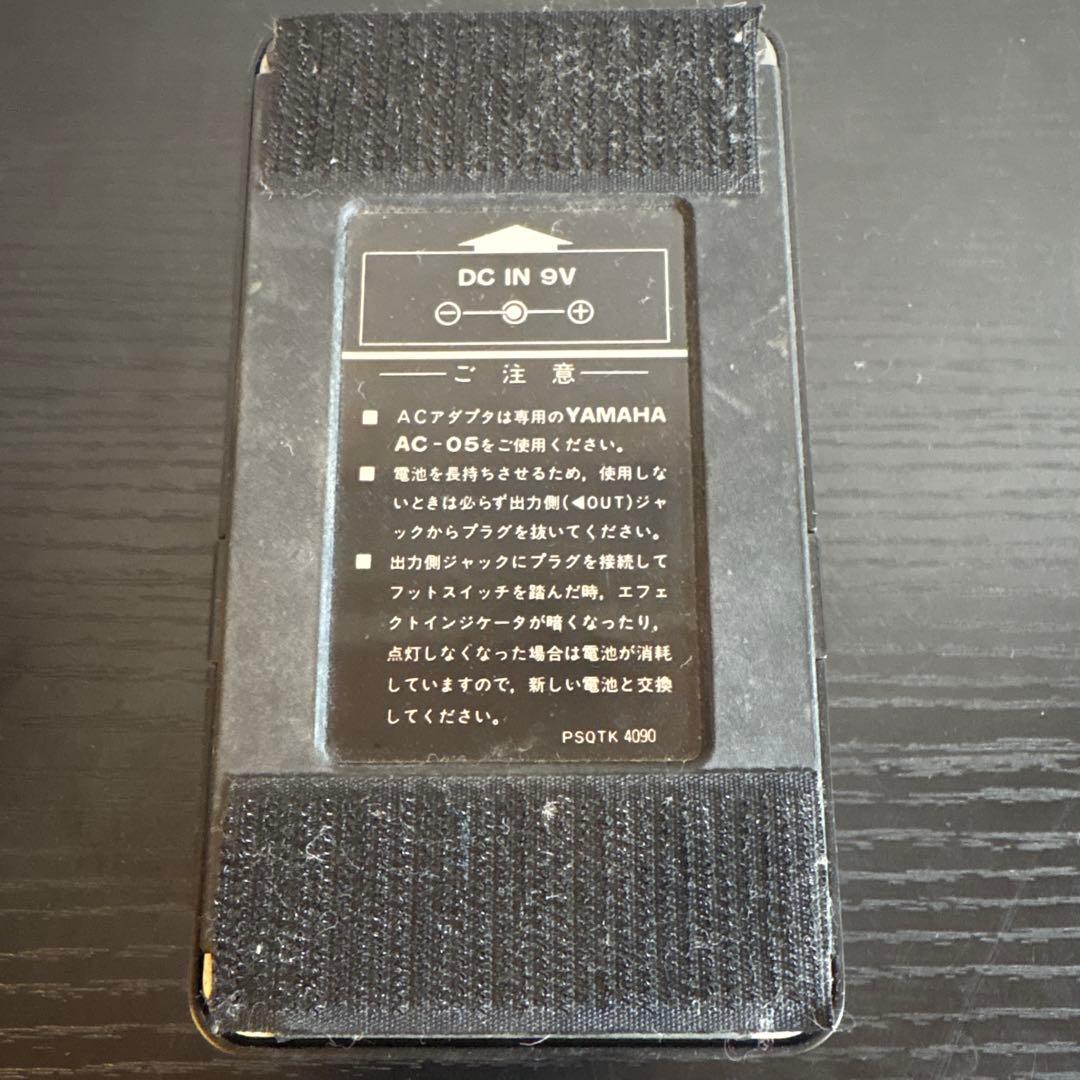 DC IN 9V
ご注意
■ ACアダプタは専用のYAMAHA
AC-05をご使用ください。
■ 電池を長持ちさせるため，使用しな
いときは必らず出力側(◀OUT)ジャ
ックからプラグを抜いてください。
■ 出力側ジャックにプラグを接続して
フットスイッチを踏んだ時，エフェ
クトインジケータが暗くなったり，
点灯しなくなった場合は電池が消耗
していますので，新しい電池と交換
してください。
PSQTK 4090